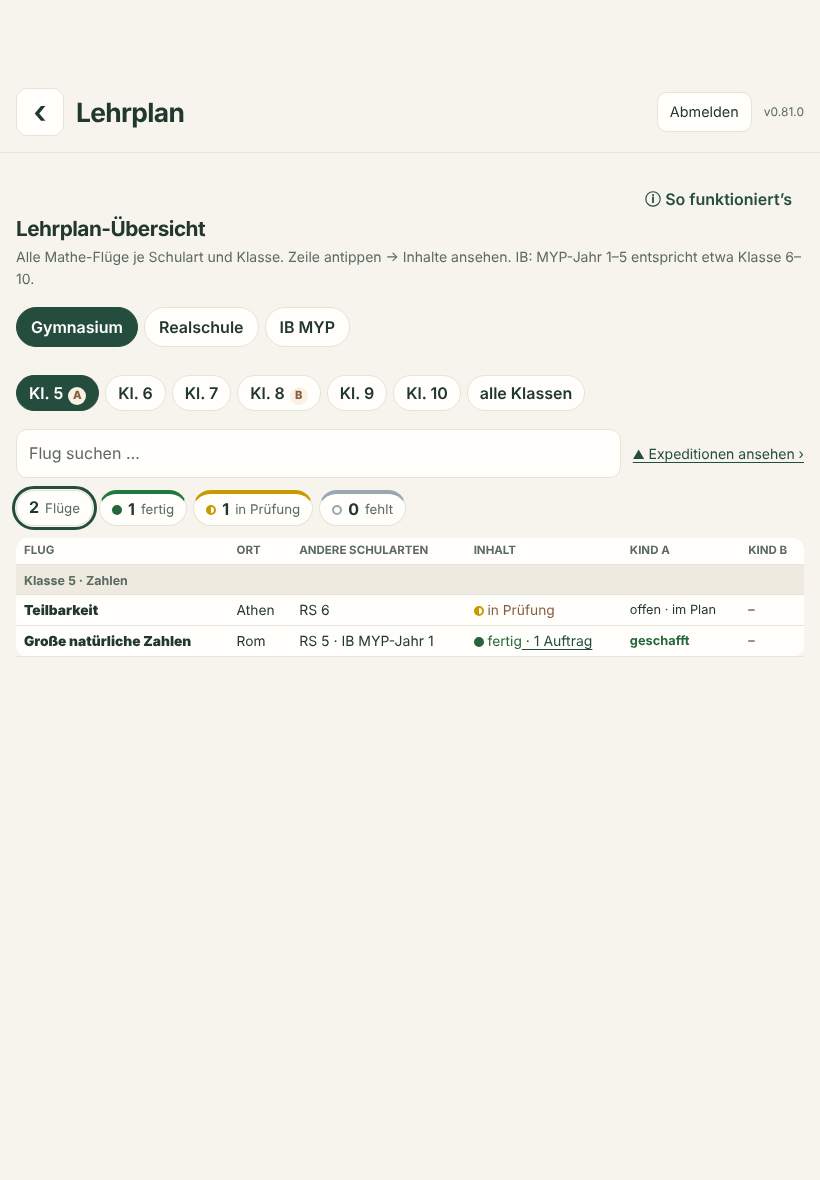 ‹ Lehrplan Abmelden v0.81.0
ⓘ So funktioniert’s
Lehrplan-Übersicht
Alle Mathe-Flüge je Schulart und Klasse. Zeile antippen → Inhalte ansehen. IB: MYP-Jahr 1–5 entspricht etwa Klasse 6–
10.
Gymnasium Realschule IB MYP
Kl. 5 A Kl. 6 Kl. 7 Kl. 8 B Kl. 9 Kl. 10 alle Klassen
Flug suchen … ▲ Expeditionen ansehen ›
2 Flüge 1 fertig 1 in Prüfung 0 fehlt
FLUG ORT ANDERE SCHULARTEN INHALT KIND A KIND B
Klasse 5 · Zahlen
Teilbarkeit Athen RS 6 in Prüfung offen · im Plan –
Große natürliche Zahlen Rom RS 5 · IB MYP-Jahr 1 fertig · 1 Auftrag geschafft –